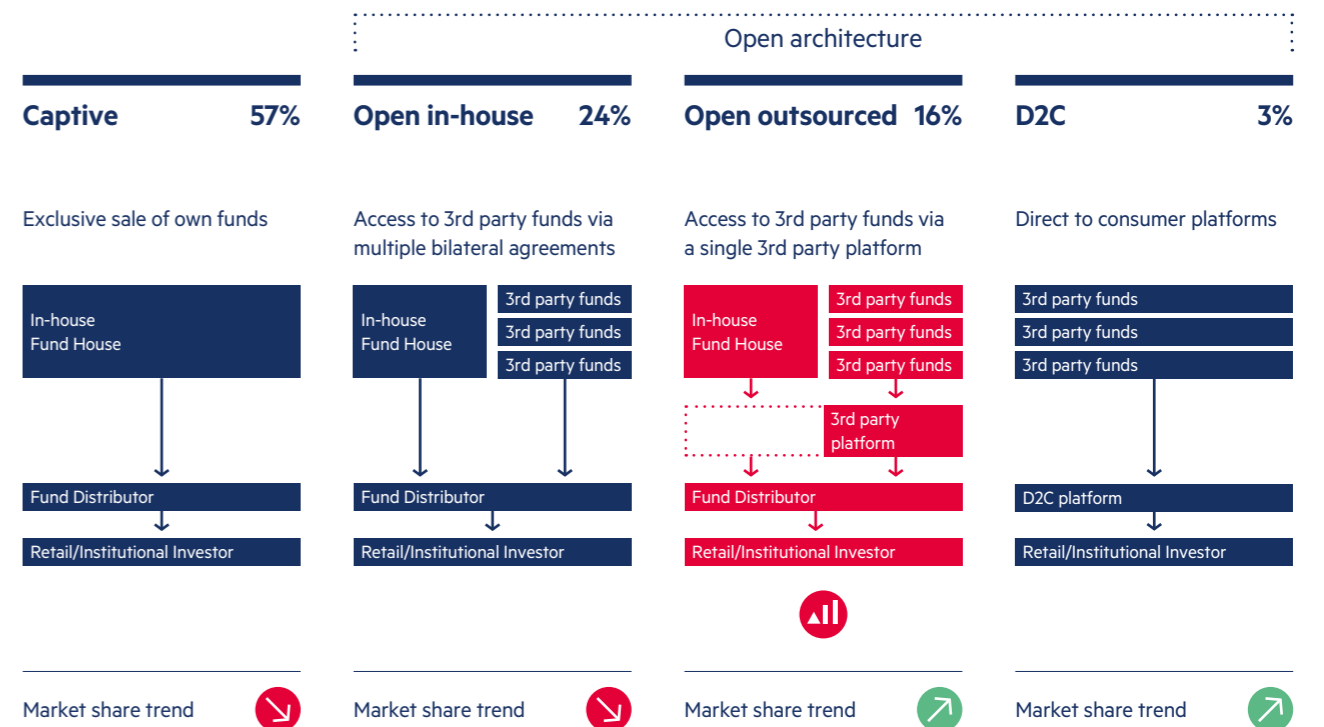 Open architecture
Captive 57%
Exclusive sale of own funds
In-house
Fund House
Fund Distributor
Retail/Institutional Investor
Market share trend
Open in-house 24%
Access to 3rd party funds via
multiple bilateral agreements
In-house
Fund House
3rd party funds
3rd party funds
3rd party funds
Fund Distributor
Retail/Institutional Investor
Market share trend
Open outsourced 16%
Access to 3rd party funds via
a single 3rd party platform
In-house
Fund House
3rd party funds
3rd party funds
3rd party funds
3rd party
platform
Fund Distributor
Retail/Institutional Investor
Market share trend
D2C 3%
Direct to consumer platforms
3rd party funds
3rd party funds
3rd party funds
D2C platform
Retail/Institutional Investor
Market share trend